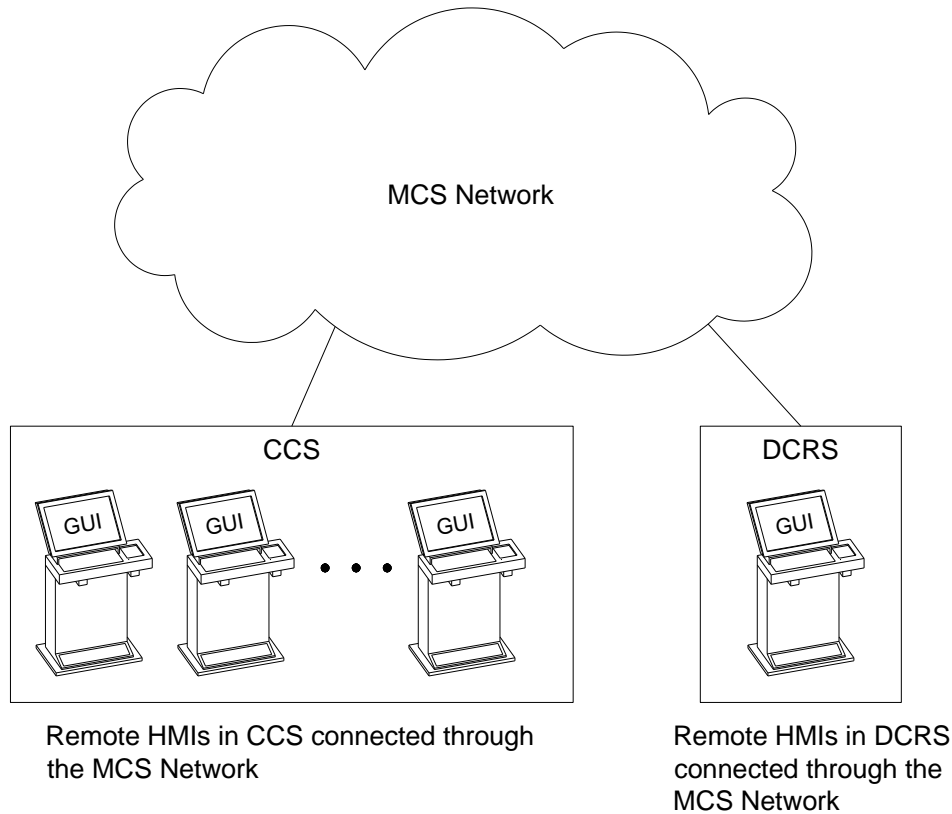 MCS Network
CCS
DCRS
GUI
GUI
GUI
GUI
Remote HMIs in CCS connected through
the MCS Network
Remote HMIs in DCRS
connected through the
MCS Network